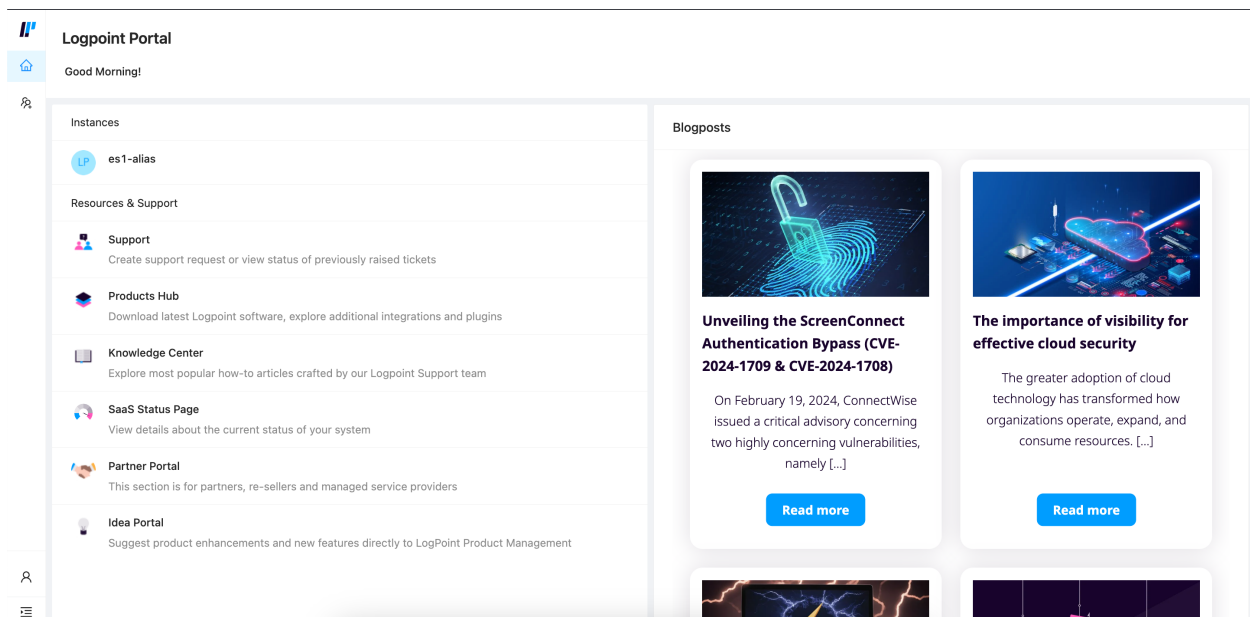 Logpoint Portal
Good Morning!
Instances
LP
es1-alias
Resources & Support
Support
Create support request or view status of previously raised tickets
Products Hub
Download latest Logpoint software, explore additional integrations and plugins
Knowledge Center
Explore most popular how-to articles crafted by our Logpoint Support team
SaaS Status Page
View details about the current status of your system
Partner Portal
This section is for partners, re-sellers and managed service providers
Idea Portal
Suggest product enhancements and new features directly to LogPoint Product Management
Blogposts
Unveiling the ScreenConnect
Authentication Bypass (CVE-
2024-1709 & CVE-2024-1708)
On February 19, 2024, ConnectWise
issued a critical advisory concerning
two highly concerning vulnerabilities,
namely [...]
Read more
The importance of visibility for
effective cloud security
The greater adoption of cloud
technology has transformed how
organizations operate, expand, and
consume resources. [...]
Read more